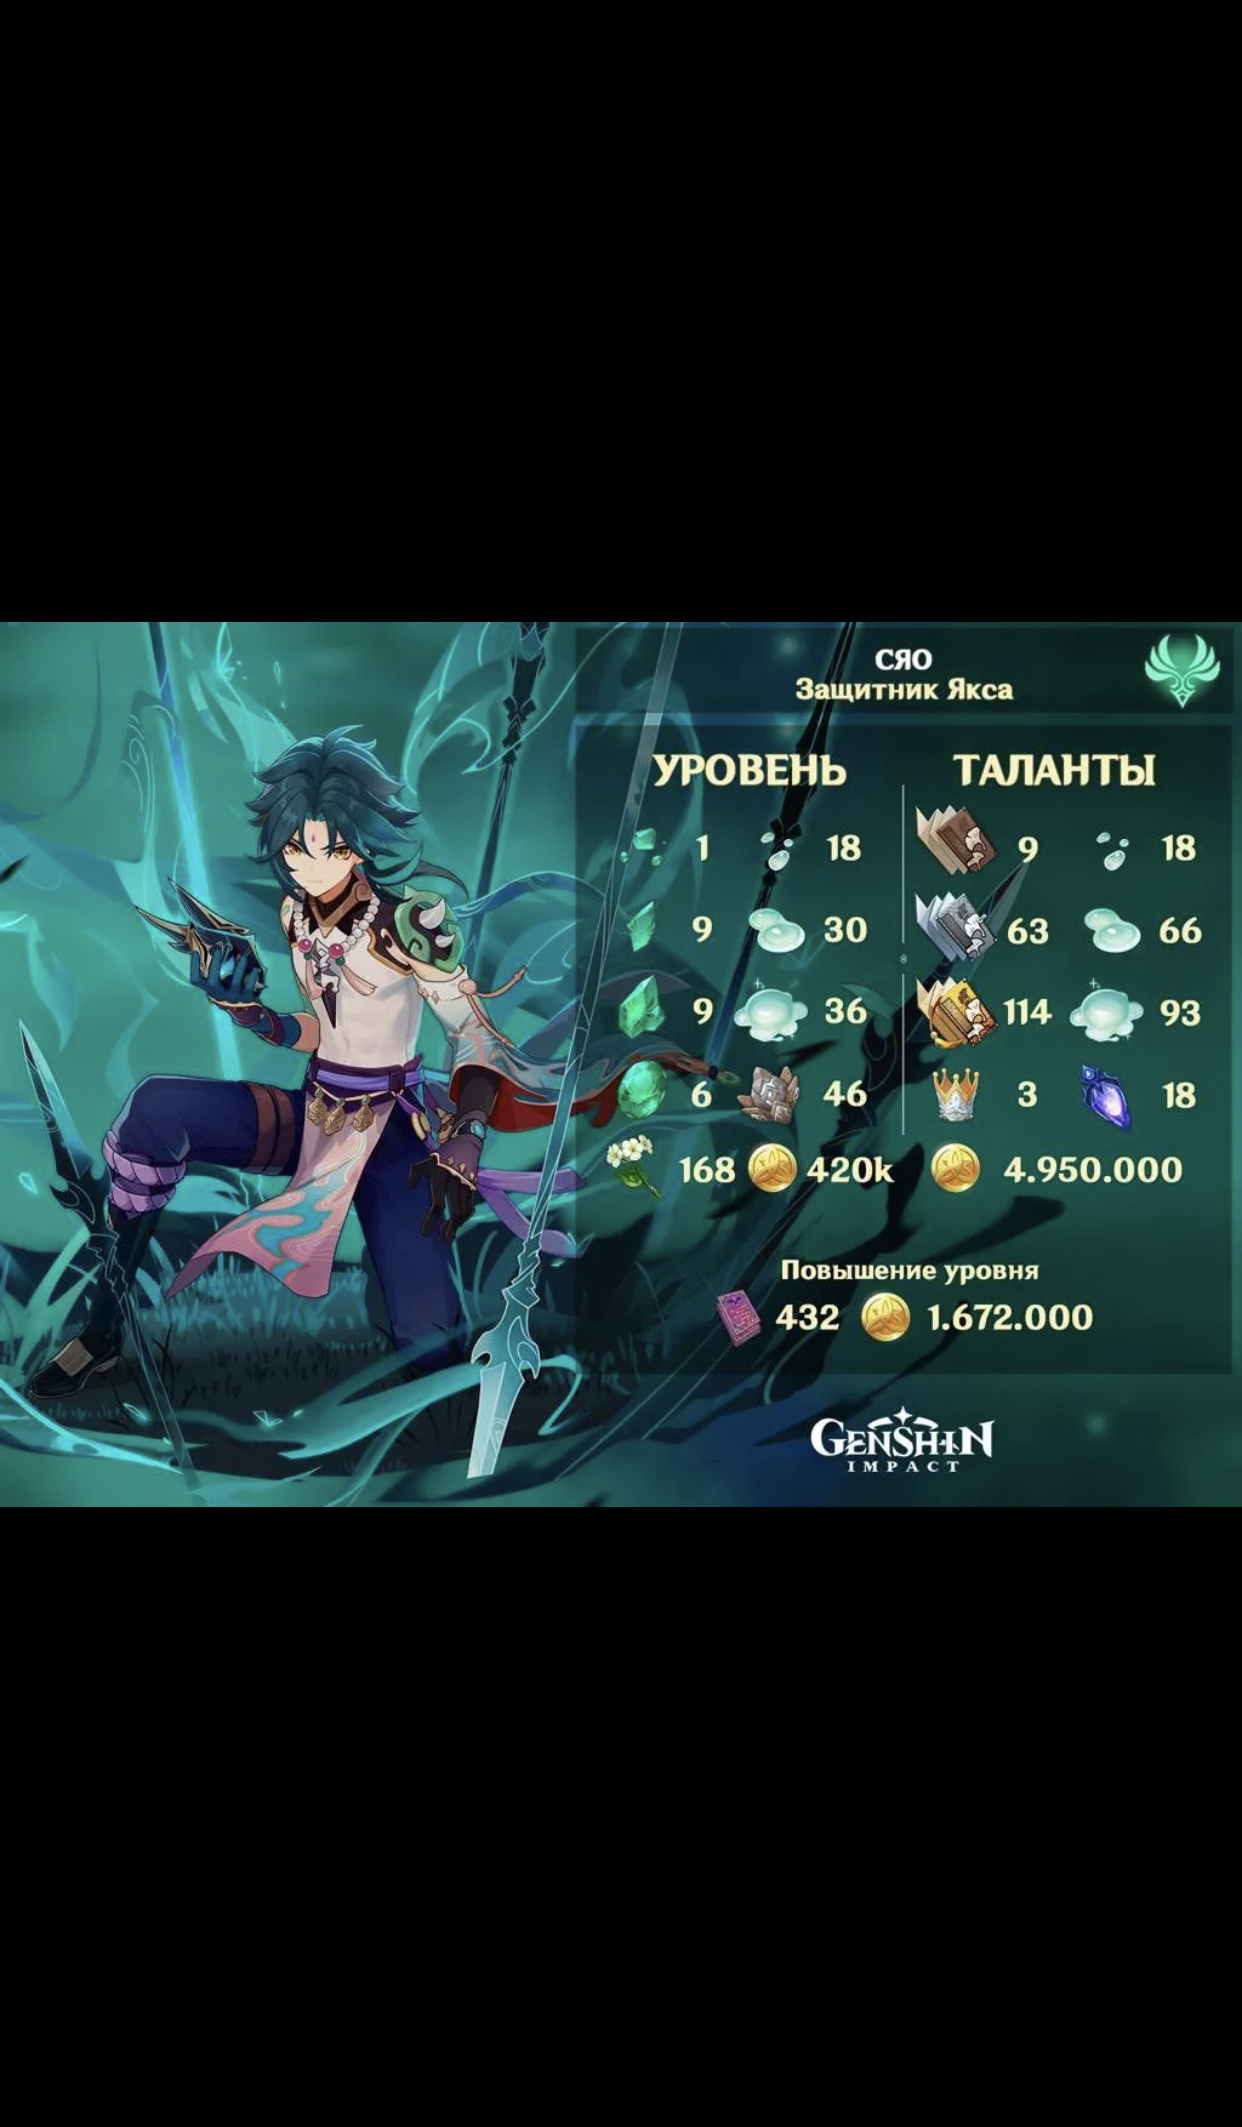 СЯО
Защитник Якса
УРОВЕНЬ
ТАЛАНТЫ
1 18 9 18
9 30 63 66
9 36 114 93
6 46 3 18
168 420k 4.950.000
Повышение уровня
432 1.672.000
GENSHIN
IMPACT